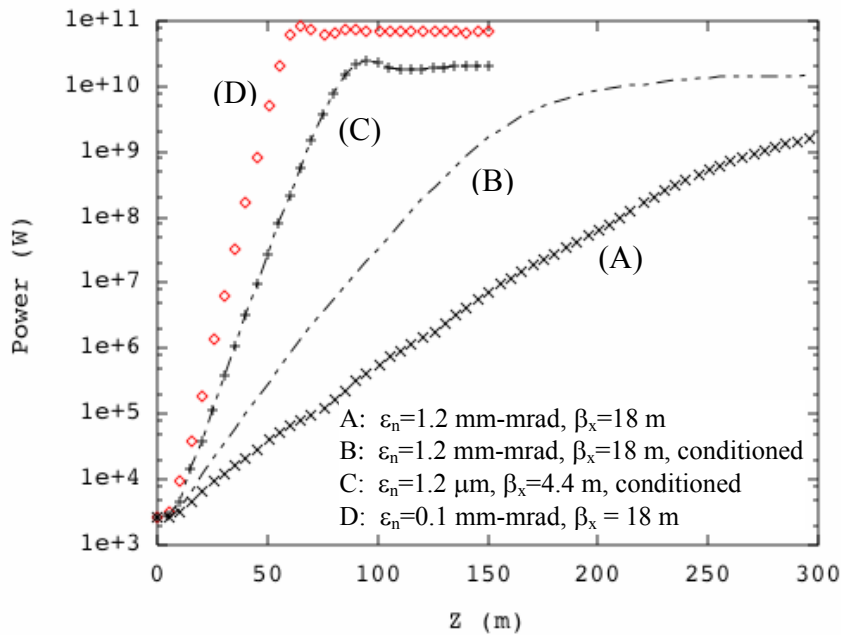 1e+11
1e+10
1e+9
1e+8
1e+7
1e+6
1e+5
1e+4
1e+3
Power (W)
(D)
(C)
(B)
(A)
A: εn=1.2 mm-mrad, βx=18 m
B: εn=1.2 mm-mrad, βx=18 m, conditioned
C: εn=1.2 μm, βx=4.4 m, conditioned
D: εn=0.1 mm-mrad, βx = 18 m
0 50 100 150 200 250 300
Z (m)